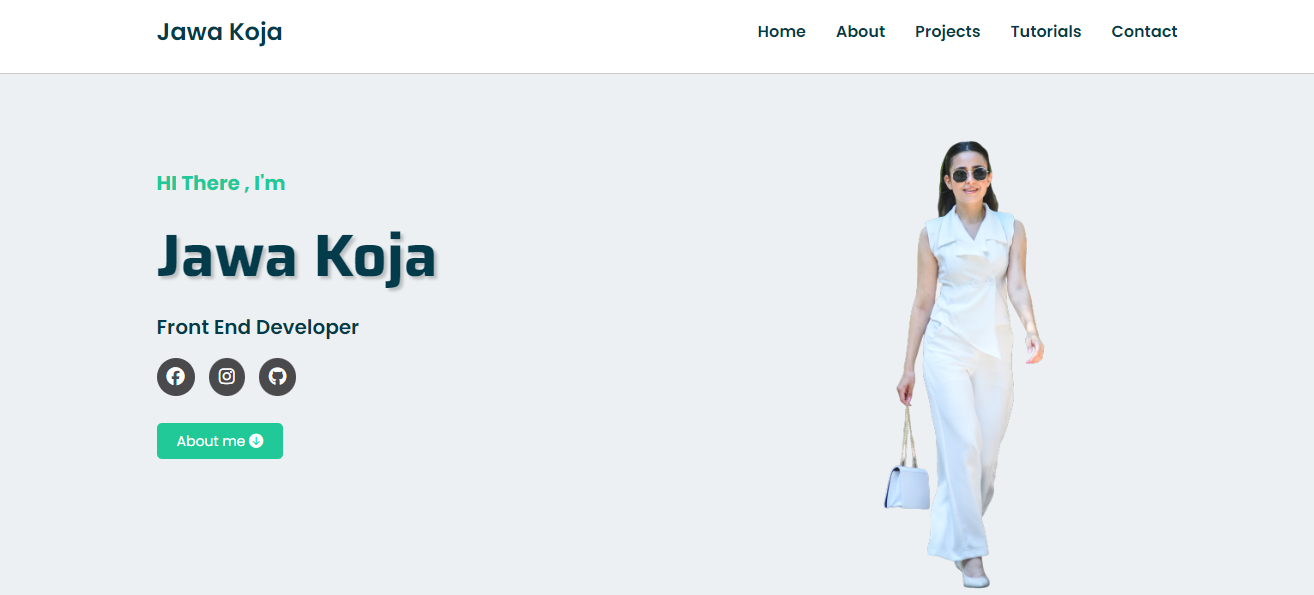 Jawa Koja
Home About Projects Tutorials Contact
HI There , I'm
Jawa Koja
Front End Developer
About me